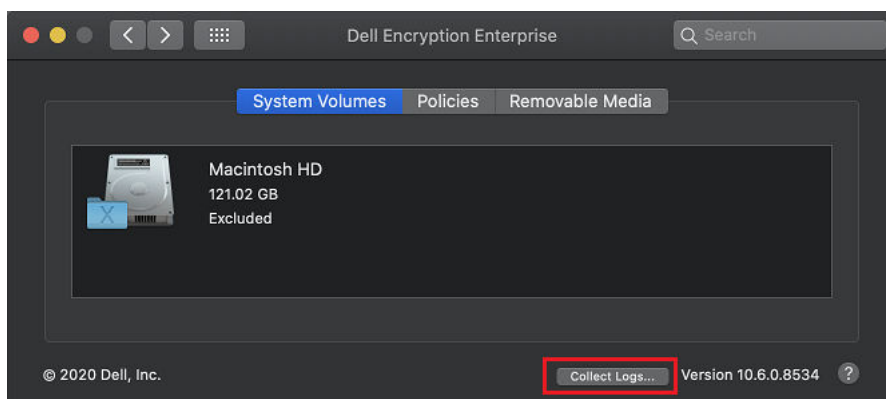 Dell Encryption Enterprise
Search
System Volumes Policies Removable Media
Macintosh HD
121.02 GB
Excluded
X
© 2020 Dell, Inc.
Collect Logs... Version 10.6.0.8534 ?